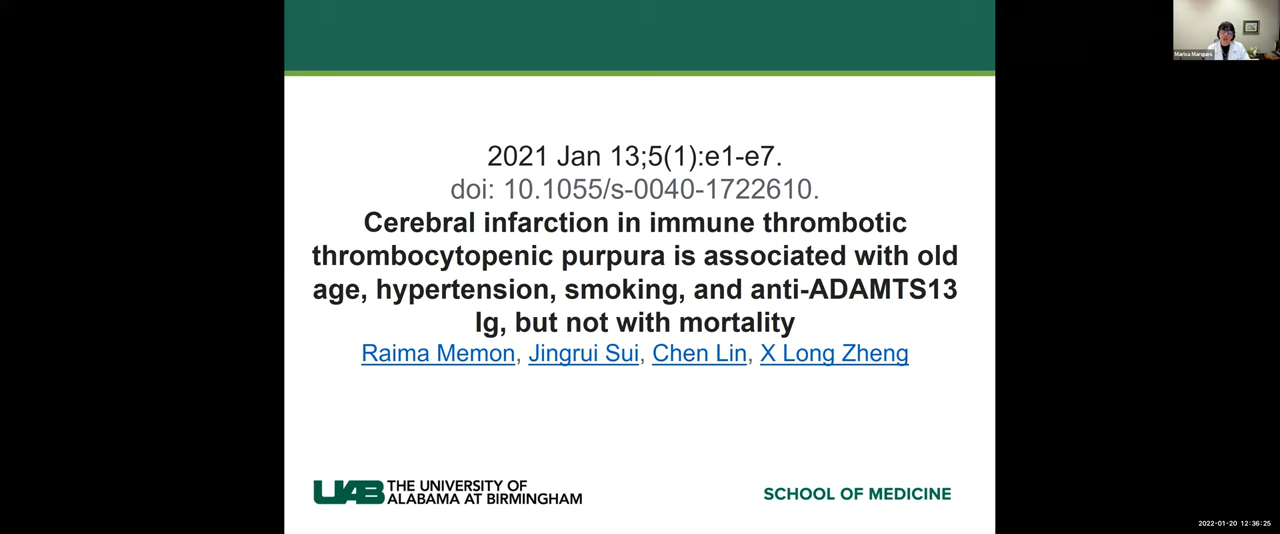 Marisa Marques
2021 Jan 13;5(1):e1-e7.
doi: 10.1055/s-0040-1722610.
Cerebral infarction in immune thrombotic
thrombocytopenic purpura is associated with old
age, hypertension, smoking, and anti-ADAMTS13
Ig, but not with mortality
Raima Memon, Jingrui Sui, Chen Lin, X Long Zheng
UAB THE UNIVERSITY OF
ALABAMA AT BIRMINGHAM
SCHOOL OF MEDICINE
2022-01-20 12:36:25